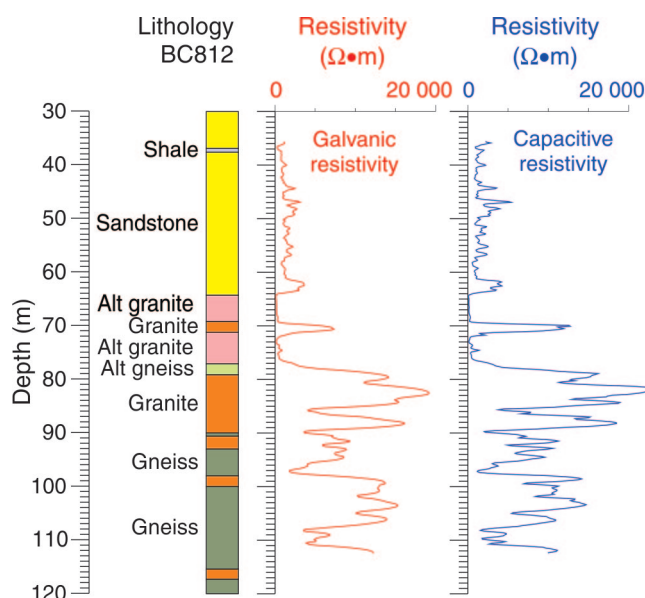 Lithology
BC812
Resistivity
(Ω•m)
Resistivity
(Ω•m)
0 20 000
0 20 000
Galvanic
resistivity
Capacitive
resistivity
Depth (m)
30
40
50
60
70
80
90
100
110
120
Shale
Sandstone
Alt granite
Granite
Alt granite
Alt gneiss
Granite
Gneiss
Gneiss